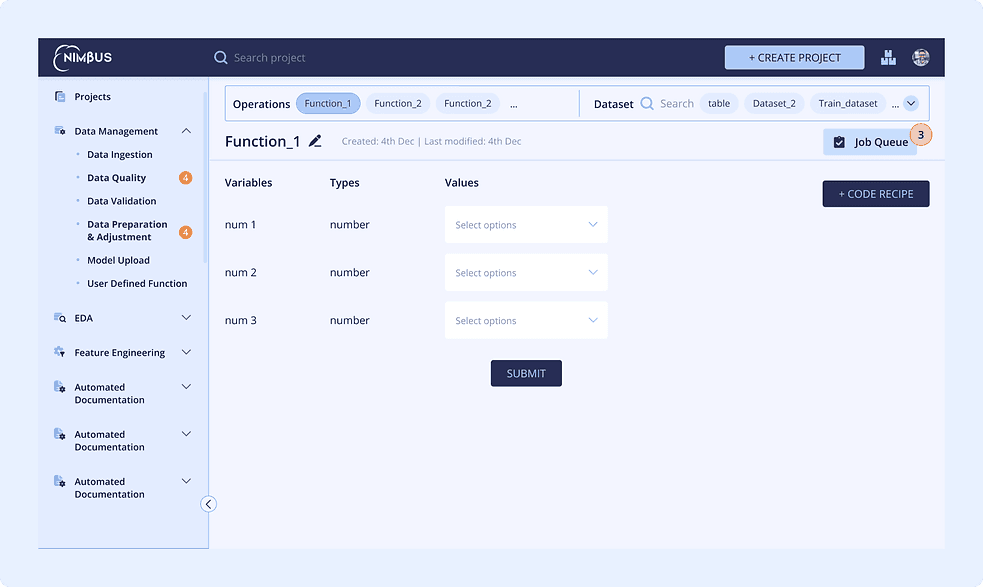 NIMBUS
Search project
+ CREATE PROJECT
Projects
Data Management
Data Ingestion
Data Quality 4
Data Validation
Data Preparation
& Adjustment 4
Model Upload
User Defined Function
EDA
Feature Engineering
Automated
Documentation
Automated
Documentation
Automated
Documentation
Operations Function_1 Function_2 Function_2 ...
Dataset Search table Dataset_2 Train_dataset ...
Function_1 Created: 4th Dec | Last modified: 4th Dec
Job Queue 3
Variables Types Values
+ CODE RECIPE
num 1 number Select options
num 2 number Select options
num 3 number Select options
SUBMIT